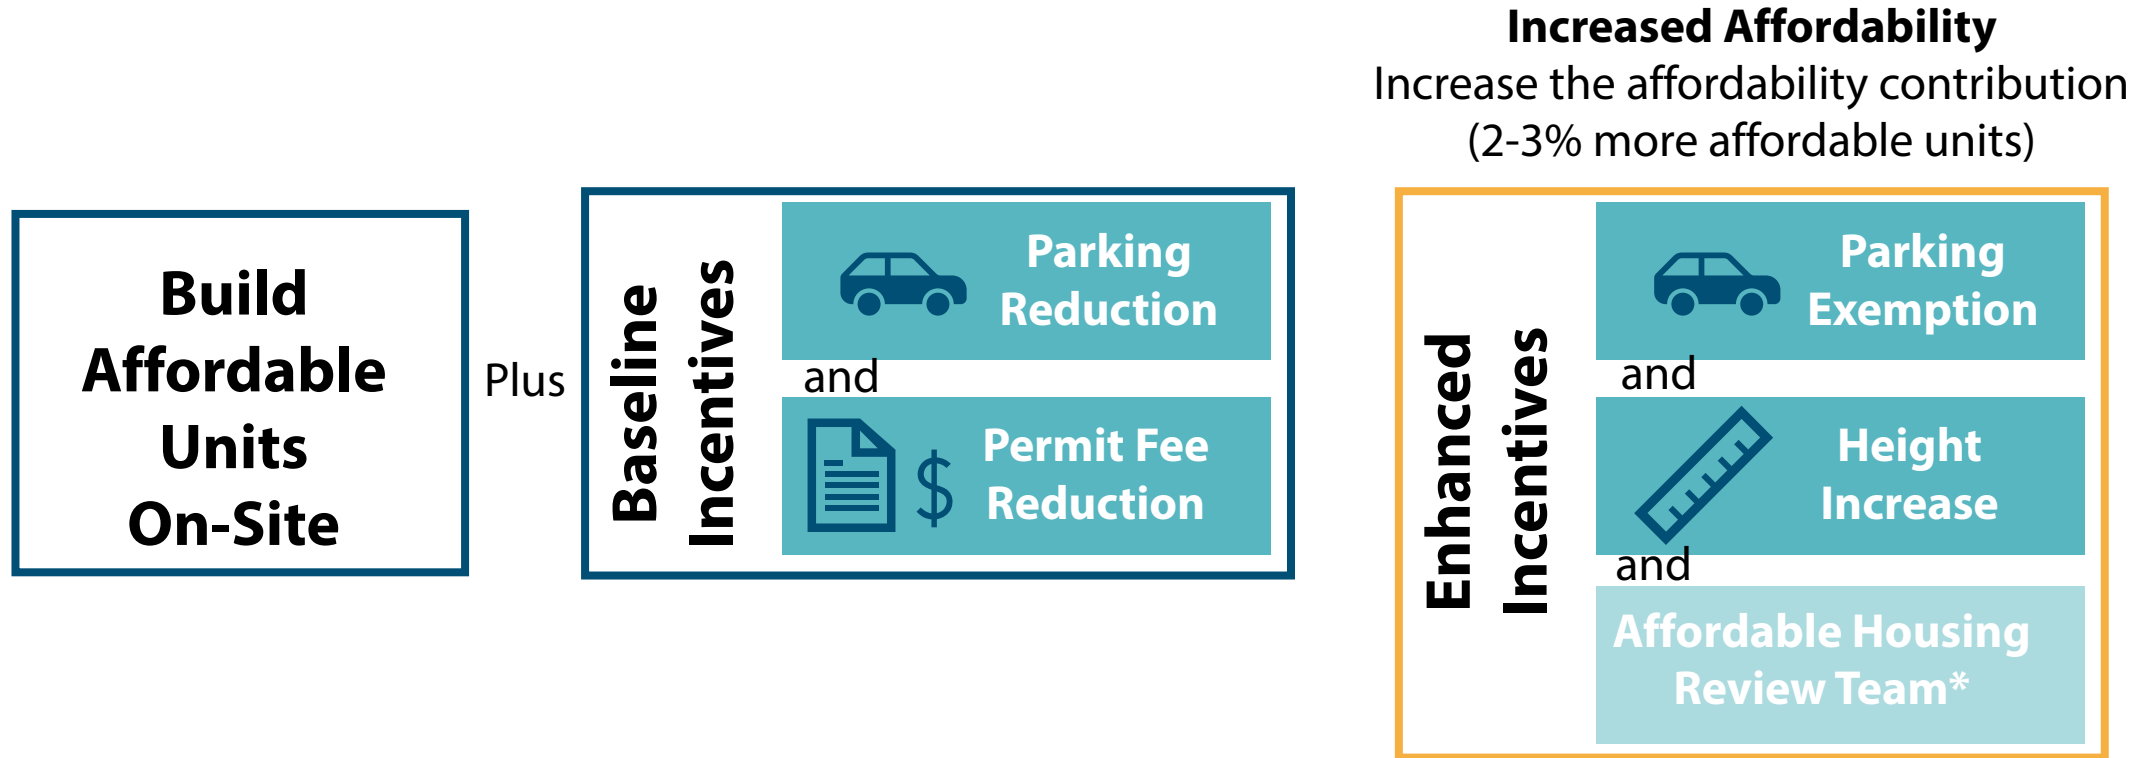 Increased Affordability
Increase the affordability contribution
(2-3% more affordable units)
Build
Affordable
Units
On-Site
Plus
Baseline
Incentives
Parking
Reduction
and
$
Permit Fee
Reduction
Enhanced
Incentives
Parking
Exemption
and
Height
Increase
and
Affordable Housing
Review Team*